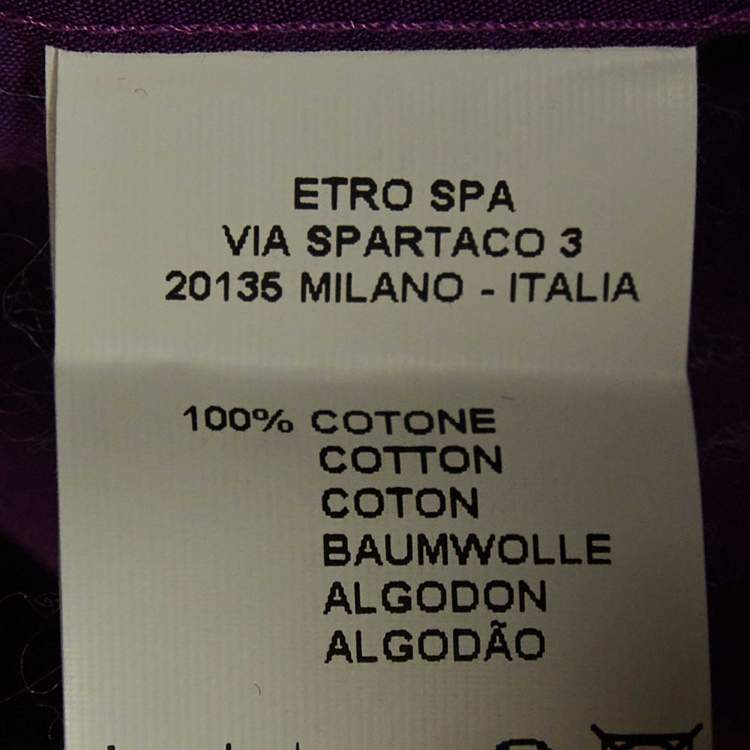 ETRO SPA
VIA SPARTACO 3
20135 MILANO - ITALIA
100% COTONE
COTTON
COTON
BAUMWOLLE
ALGODON
ALGODÃO